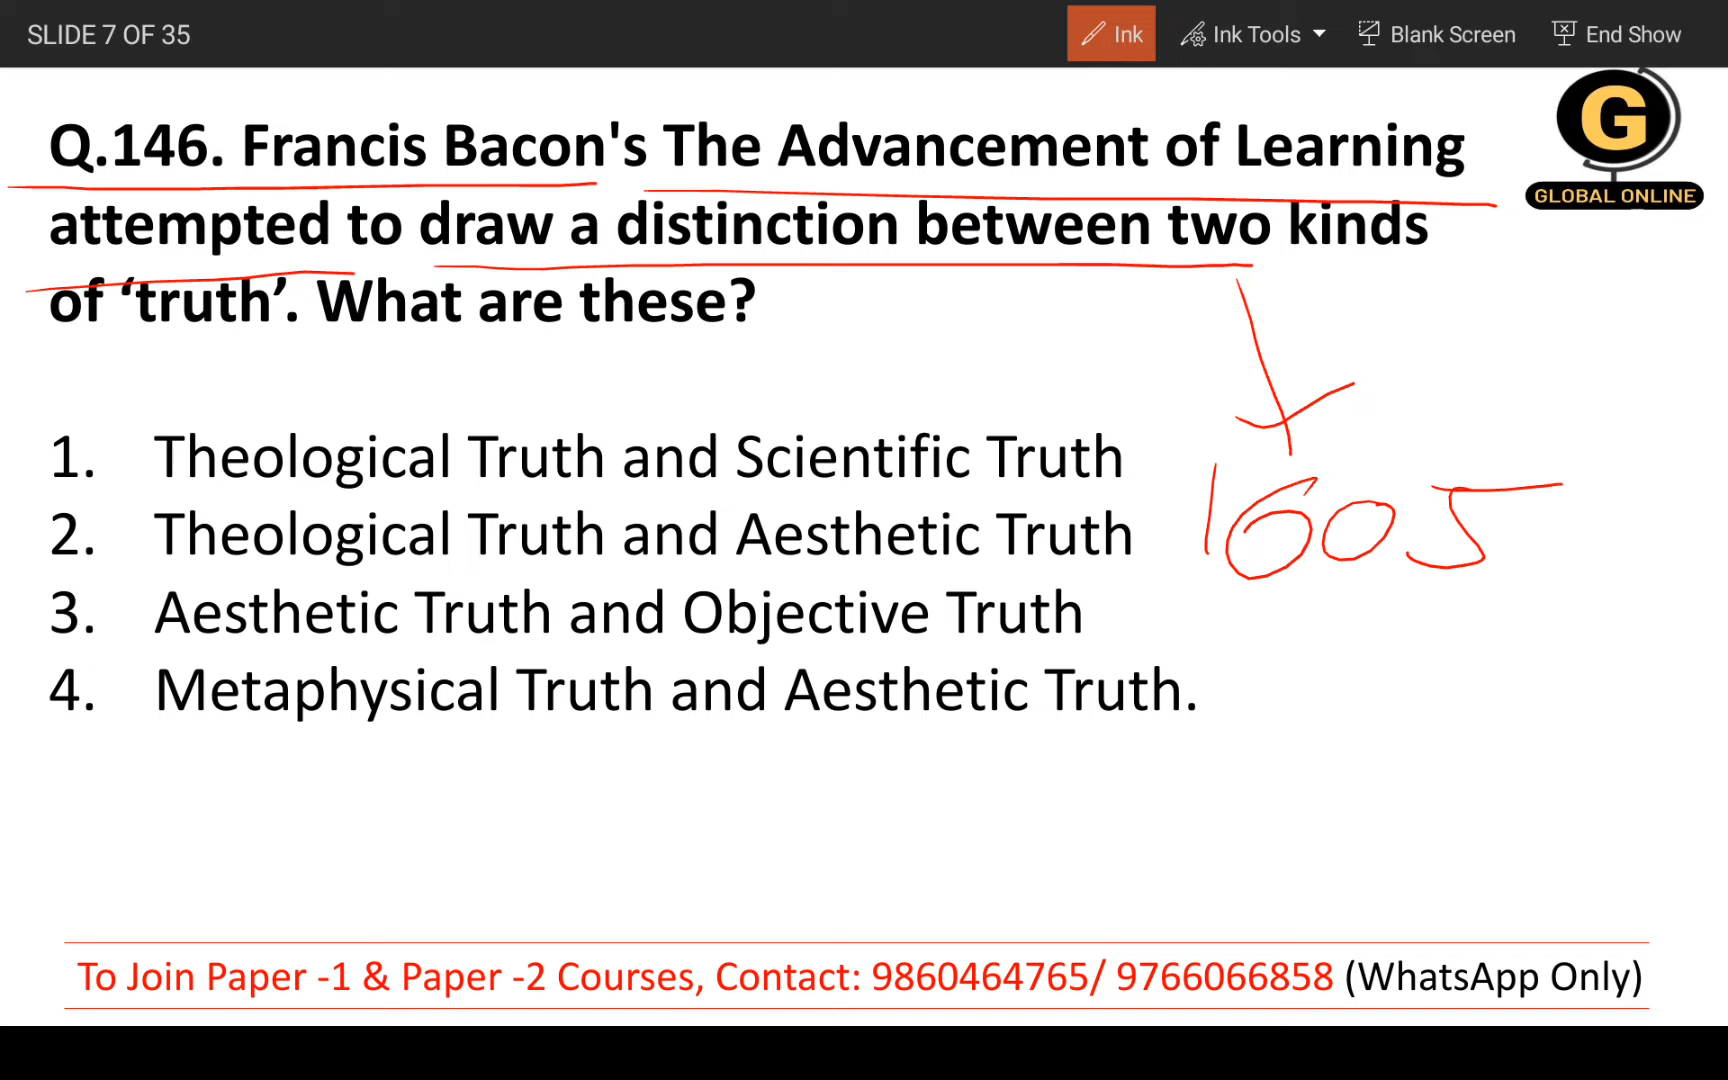 SLIDE 7 OF 35
Ink
Ink Tools
Blank Screen
End Show
G
GLOBAL ONLINE
Q.146. Francis Bacon's The Advancement of Learning
attempted to draw a distinction between two kinds
of ‘truth’. What are these?
1. Theological Truth and Scientific Truth
2. Theological Truth and Aesthetic Truth
3. Aesthetic Truth and Objective Truth
4. Metaphysical Truth and Aesthetic Truth.
1605
To Join Paper -1 & Paper -2 Courses, Contact: 9860464765/ 9766066858 (WhatsApp Only)